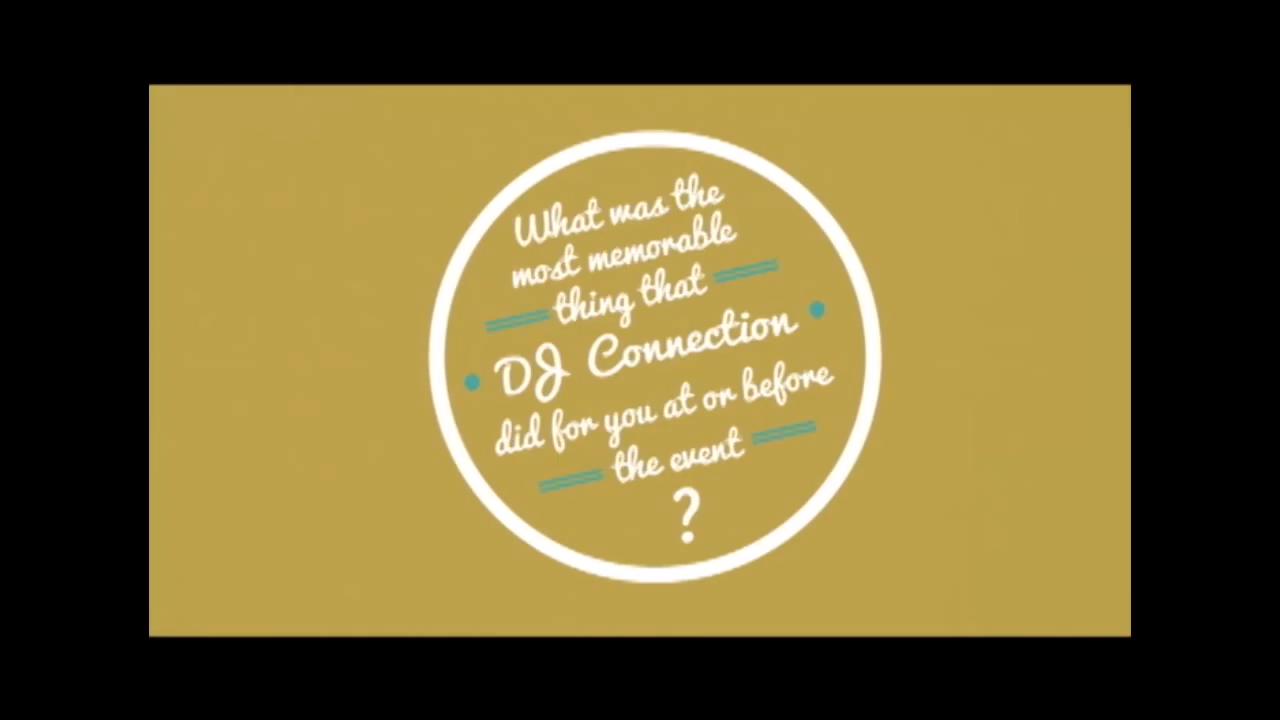 What was the
most memorable
thing that
DJ Connection
did for you at or before
the event
?